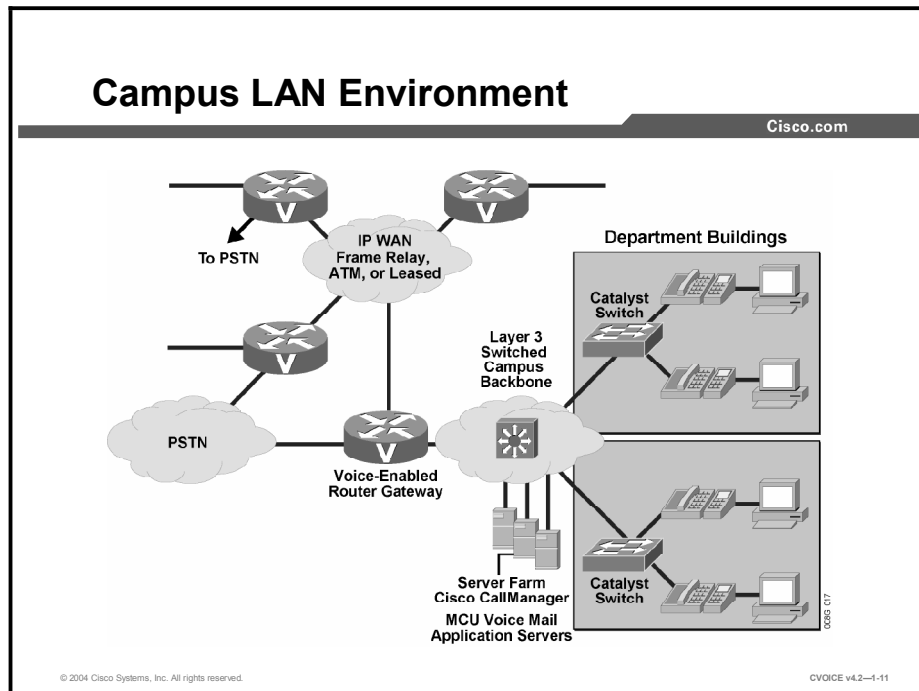 Campus LAN Environment
Cisco.com
V
V
To PSTN
IP WAN
Frame Relay,
ATM, or Leased
Department Buildings
Catalyst
Switch
V
Layer 3
Switched
Campus
Backbone
PSTN
V
Voice-Enabled
Router Gateway
Server Farm
Cisco CallManager
MCU Voice Mail
Application Servers
Catalyst
Switch
© 2004 Cisco Systems, Inc. All rights reserved.
CVOICE v4.2—1-11